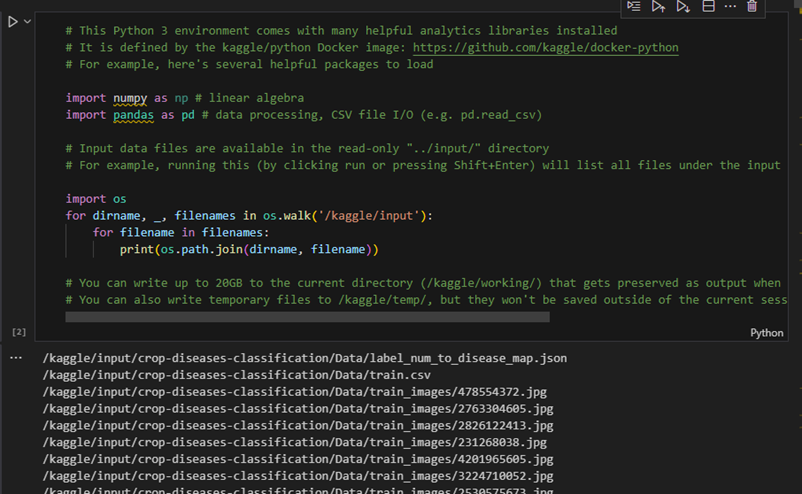 # This Python 3 environment comes with many helpful analytics libraries installed
# It is defined by the kaggle/python Docker image: https://github.com/kaggle/docker-python
# For example, here's several helpful packages to load
import numpy as np # linear algebra
import pandas as pd # data processing, CSV file I/O (e.g. pd.read_csv)
# Input data files are available in the read-only "../input/" directory
# For example, running this (by clicking run or pressing Shift+Enter) will list all files under the input
import os
for dirname, _, filenames in os.walk('/kaggle/input'):
    for filename in filenames:
        print(os.path.join(dirname, filename))
# You can write up to 20GB to the current directory (/kaggle/working/) that gets preserved as output when
# You can also write temporary files to /kaggle/temp/, but they won't be saved outside of the current sess
[2]
Python
/kaggle/input/crop-diseases-classification/Data/label_num_to_disease_map.json
/kaggle/input/crop-diseases-classification/Data/train.csv
/kaggle/input/crop-diseases-classification/Data/train_images/478554372.jpg
/kaggle/input/crop-diseases-classification/Data/train_images/2763304605.jpg
/kaggle/input/crop-diseases-classification/Data/train_images/2826122413.jpg
/kaggle/input/crop-diseases-classification/Data/train_images/231268038.jpg
/kaggle/input/crop-diseases-classification/Data/train_images/4201965605.jpg
/kaggle/input/crop-diseases-classification/Data/train_images/3224710052.jpg
/kaggle/input/crop-diseases-classification/Data/train_images/2530575673.jpg